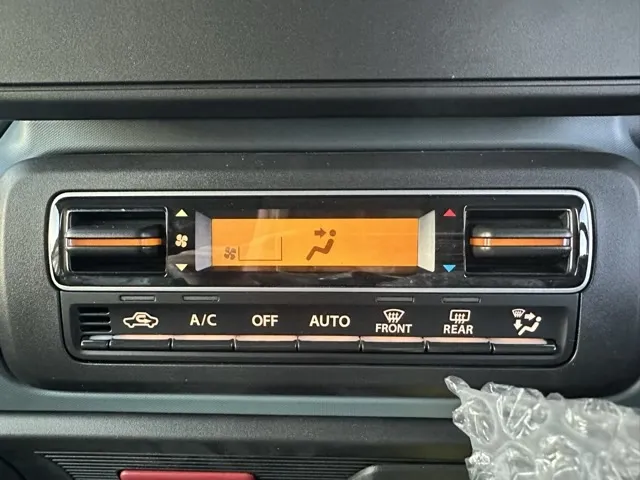 A/C OFF AUTO FRONT REAR